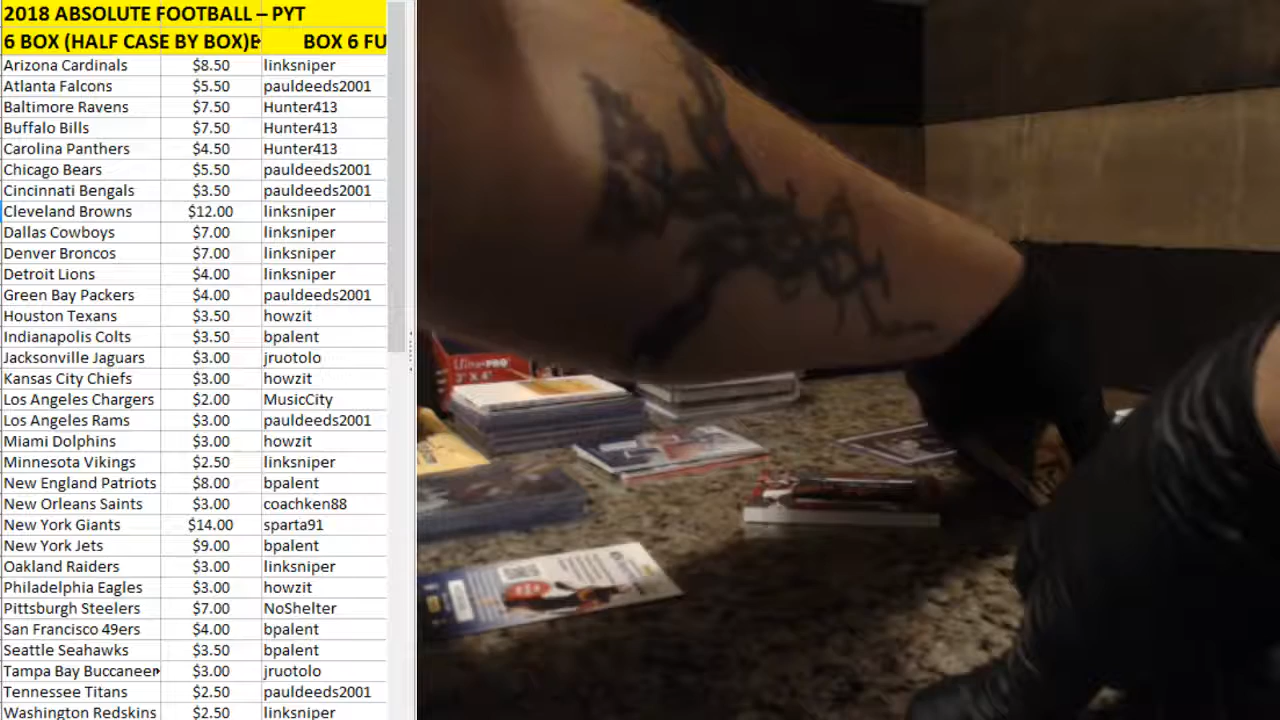 2018 ABSOLUTE FOOTBALL – PYT
6 BOX (HALF CASE BY BOX)B BOX 6 FU
Arizona Cardinals $8.50 linksniper
Atlanta Falcons $5.50 pauldeeds2001
Baltimore Ravens $7.50 Hunter413
Buffalo Bills $7.50 Hunter413
Carolina Panthers $4.50 Hunter413
Chicago Bears $5.50 pauldeeds2001
Cincinnati Bengals $3.50 pauldeeds2001
Cleveland Browns $12.00 linksniper
Dallas Cowboys $7.00 linksniper
Denver Broncos $7.00 linksniper
Detroit Lions $4.00 linksniper
Green Bay Packers $4.00 pauldeeds2001
Houston Texans $3.50 howzit
Indianapolis Colts $3.50 bpalent
Jacksonville Jaguars $3.00 jruotolo
Kansas City Chiefs $3.00 howzit
Los Angeles Chargers $2.00 MusicCity
Los Angeles Rams $3.00 pauldeeds2001
Miami Dolphins $3.00 howzit
Minnesota Vikings $2.50 linksniper
New England Patriots $8.00 bpalent
New Orleans Saints $3.00 coachken88
New York Giants $14.00 sparta91
New York Jets $9.00 bpalent
Oakland Raiders $3.00 linksniper
Philadelphia Eagles $3.00 howzit
Pittsburgh Steelers $7.00 NoShelter
San Francisco 49ers $4.00 bpalent
Seattle Seahawks $3.50 bpalent
Tampa Bay Buccaneer $3.00 jruotolo
Tennessee Titans $2.50 pauldeeds2001
Washington Redskins $2.50 linksniper
Ultra-PRO
3" X 4"